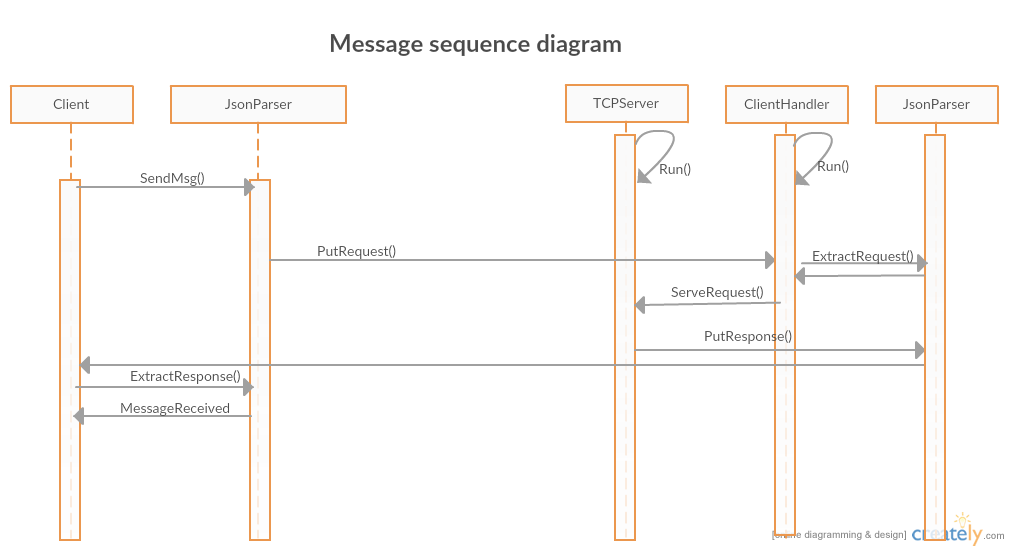 Message sequence diagram
Client
JsonParser
TCPServer
ClientHandler
JsonParser
Run()
Run()
SendMsg()
PutRequest()
ExtractRequest()
ServeRequest()
PutResponse()
ExtractResponse()
MessageReceived
diagramming & design]
creately.com